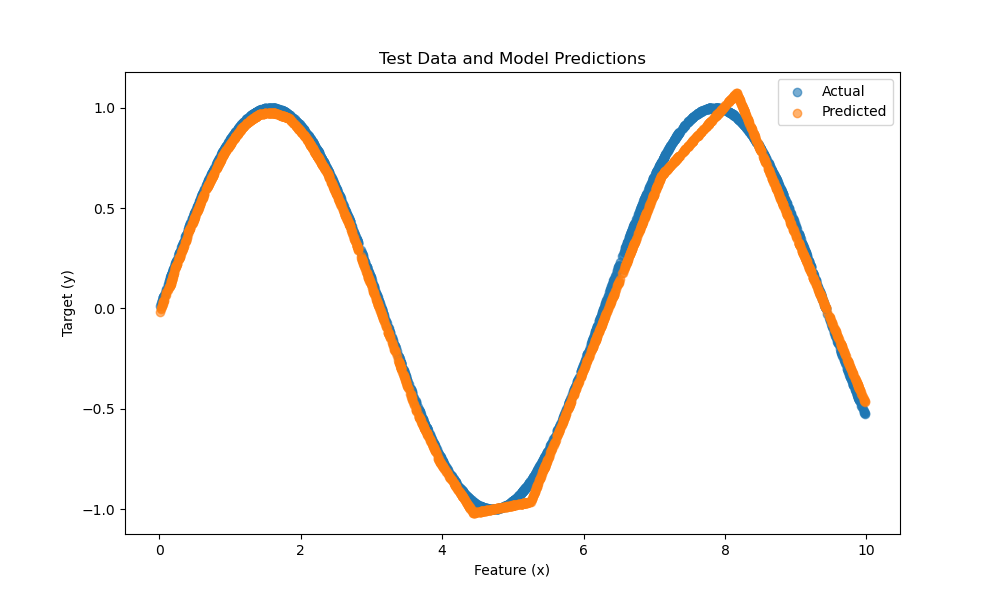 Test Data and Model Predictions
Actual
Predicted
1.0
0.5
0.0
−0.5
−1.0
Target (y)
0 2 4 6 8 10
Feature (x)